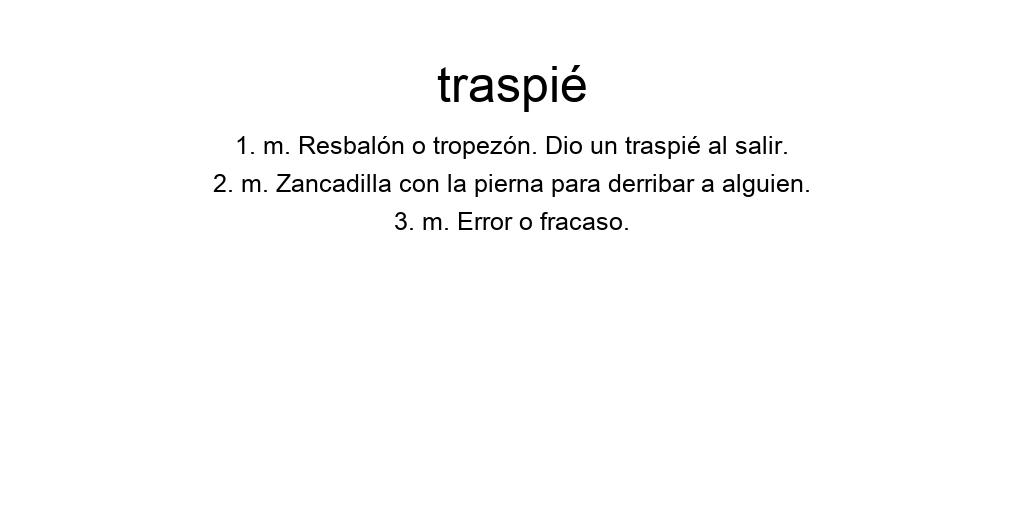 traspié
1. m. Resbalón o tropezón. Dio un traspié al salir.
2. m. Zancadilla con la pierna para derribar a alguien.
3. m. Error o fracaso.